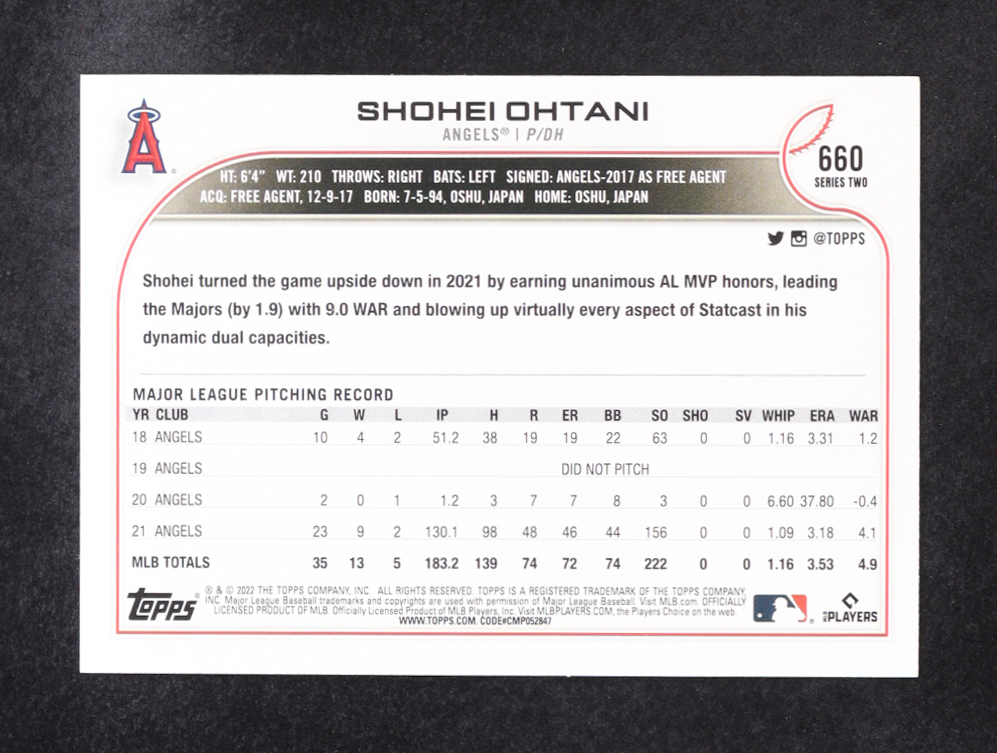 A
SHOHEI OHTANI
ANGELS® | P/DH
660
SERIES TWO
HT: 6'4" WT: 210 THROWS: RIGHT BATS: LEFT SIGNED: ANGELS-2017 AS FREE AGENT
ACQ: FREE AGENT, 12-9-17 BORN: 7-5-94, OSHU, JAPAN HOME: OSHU, JAPAN
@TOPPS
Shohei turned the game upside down in 2021 by earning unanimous AL MVP honors, leading
the Majors (by 1.9) with 9.0 WAR and blowing up virtually every aspect of Statcast in his
dynamic dual capacities.
MAJOR LEAGUE PITCHING RECORD
YR CLUB G W L IP H R ER BB SO SHO SV WHIP ERA WAR
18 ANGELS 10 4 2 51.2 38 19 19 22 63 0 0 1.16 3.31 1.2
19 ANGELS DID NOT PITCH
20 ANGELS 2 0 1 1.2 3 7 7 8 3 0 0 6.60 37.80 -0.4
21 ANGELS 23 9 2 130.1 98 48 46 44 156 0 0 1.09 3.18 4.1
MLB TOTALS 35 13 5 183.2 139 74 72 74 222 0 0 1.16 3.53 4.9
Topps®
® & © 2022 THE TOPPS COMPANY, INC. ALL RIGHTS RESERVED. TOPPS IS A REGISTERED TRADEMARK OF THE TOPPS COMPANY,
INC. Major League Baseball trademarks and copyrights are used with permission of Major League Baseball. Visit MLB.com. OFFICIALLY
LICENSED PRODUCT OF MLB. Officially Licensed Product of MLB Players, Inc. Visit MLBPLAYERS.COM, the Players Choice on the web.
WWW.TOPPS.COM. CODE#CMP052847
PLAYERS